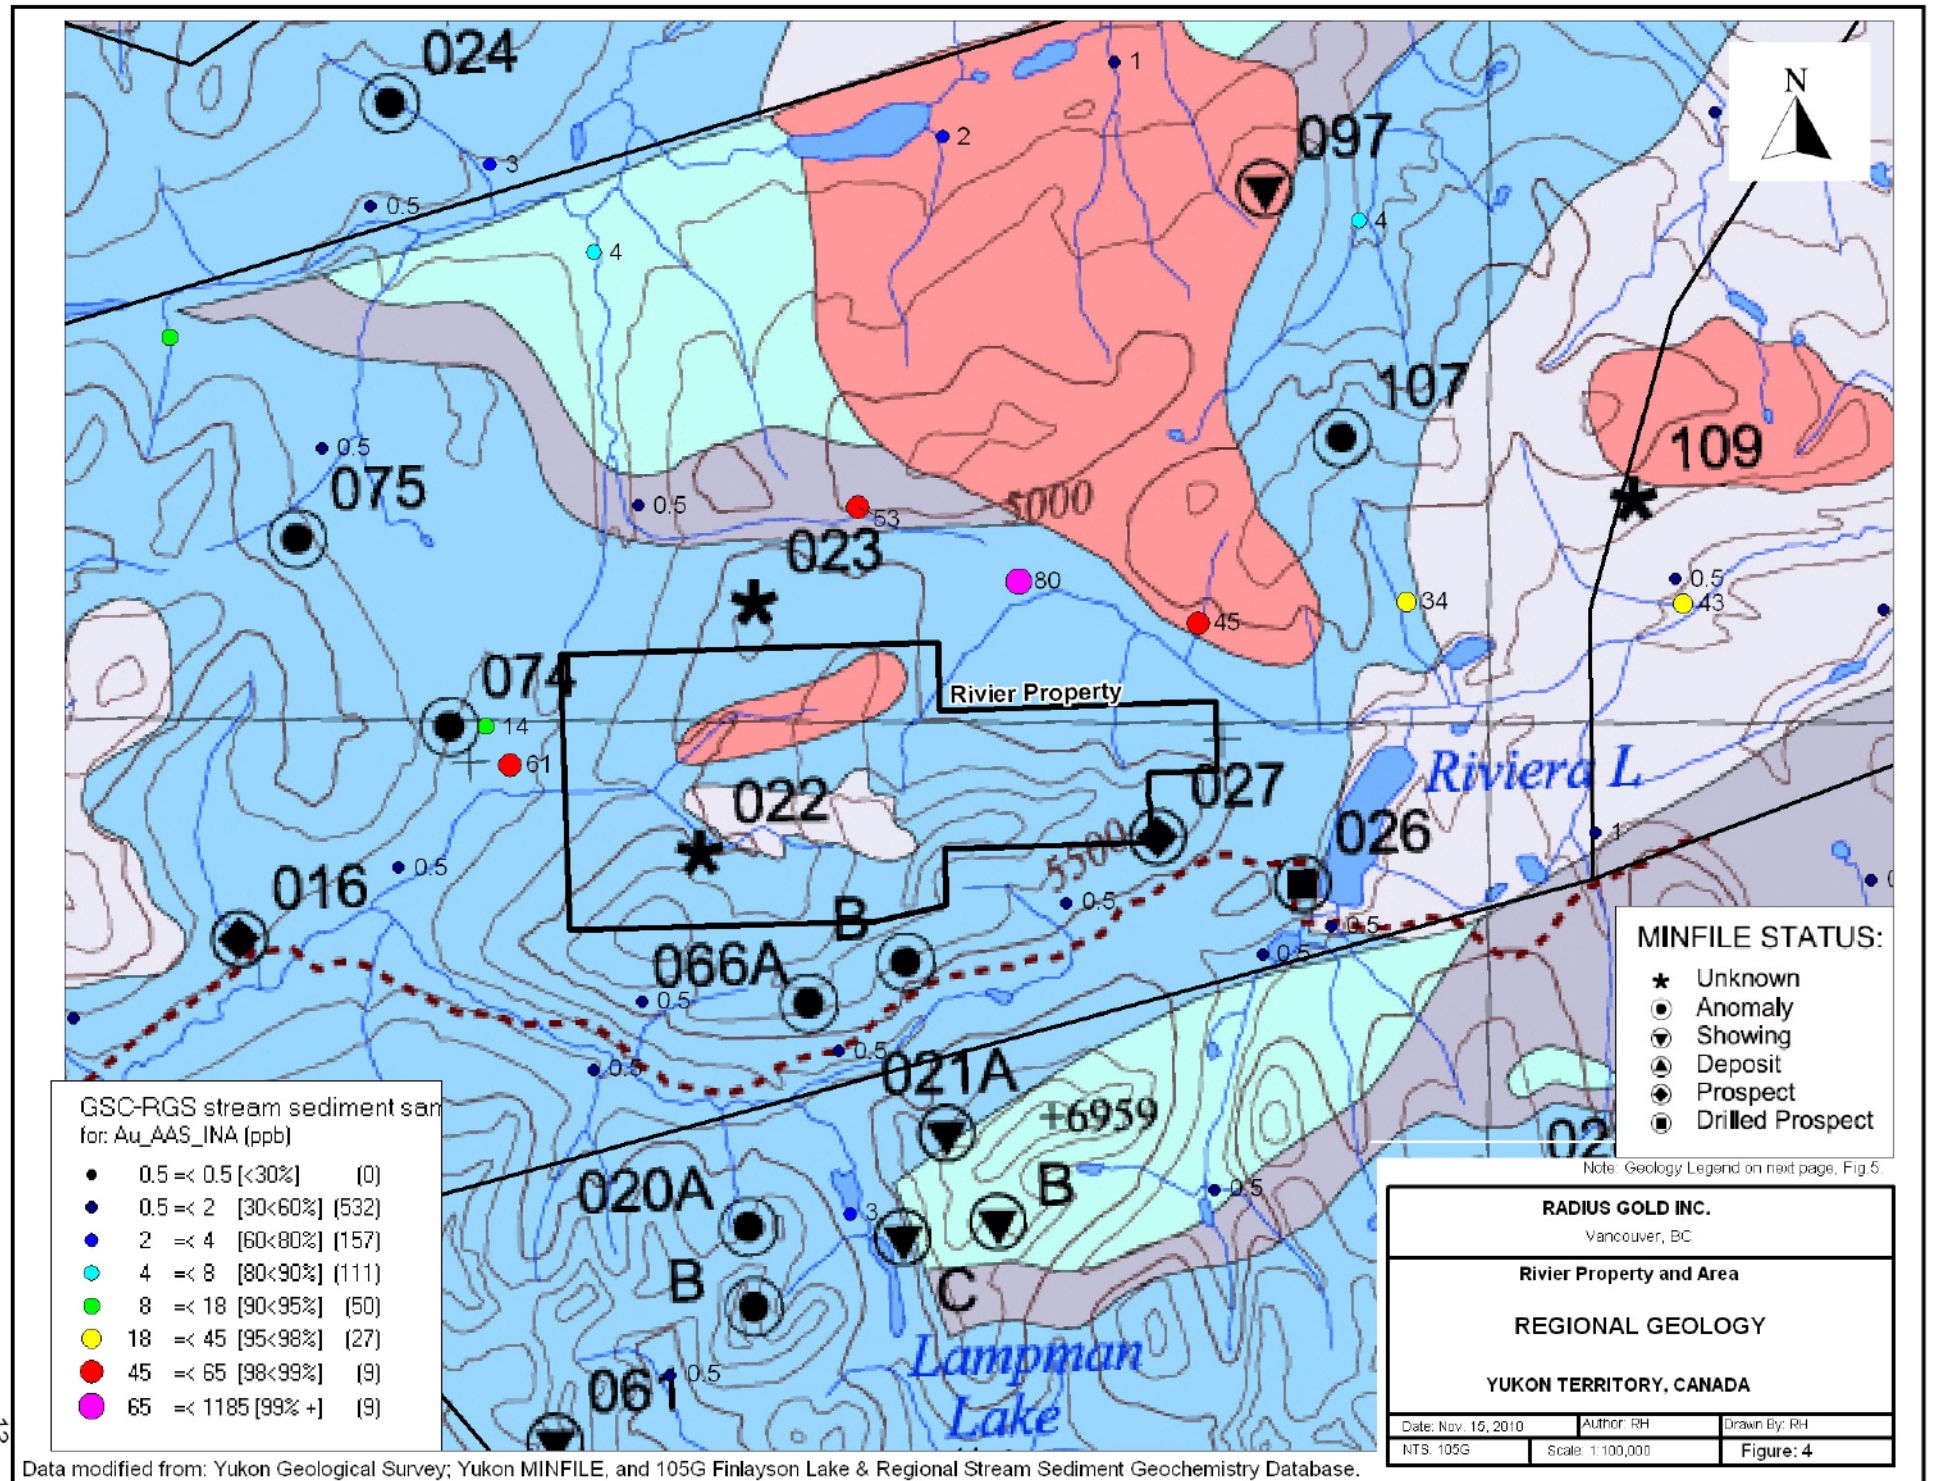 024
1
N
2
097
3
0.5
4
4
107
109
0.5
075
0.5
5000
53
023
80
0.5
43
34
45
074
Rivier Property
14
61
Riviera L
022
027
026
1
5500
0.5
016
0.5
B
0.5
0.5
066A
0.5
0.5
0.5
021A
+6959
020A
B
0.5
3
B
C
Lampman
Lake
061
0.5
02
MINFILE STATUS:
Unknown
Anomaly
Showing
Deposit
Prospect
Drilled Prospect
Note: Geology Legend on next page, Fig.5.
GSC-RGS stream sediment sam
for: Au_AAS_INA (ppb)
0.5 =< 0.5 [<30%] (0)
0.5 =< 2 [30<60%] (532)
2 =< 4 [60<80%] (157)
4 =< 8 [80<90%] (111)
8 =< 18 [90<95%] (50)
18 =< 45 [95<98%] (27)
45 =< 65 [98<99%] (9)
65 =< 1185 [99% +] (9)
RADIUS GOLD INC.
Vancouver, BC
Rivier Property and Area
REGIONAL GEOLOGY
YUKON TERRITORY, CANADA
Date: Nov. 15, 2010 Author: RH Drawn By: RH
NTS: 105G Scale: 1:100,000 Figure: 4
Data modified from: Yukon Geological Survey; Yukon MINFILE, and 105G Finlayson Lake & Regional Stream Sediment Geochemistry Database.